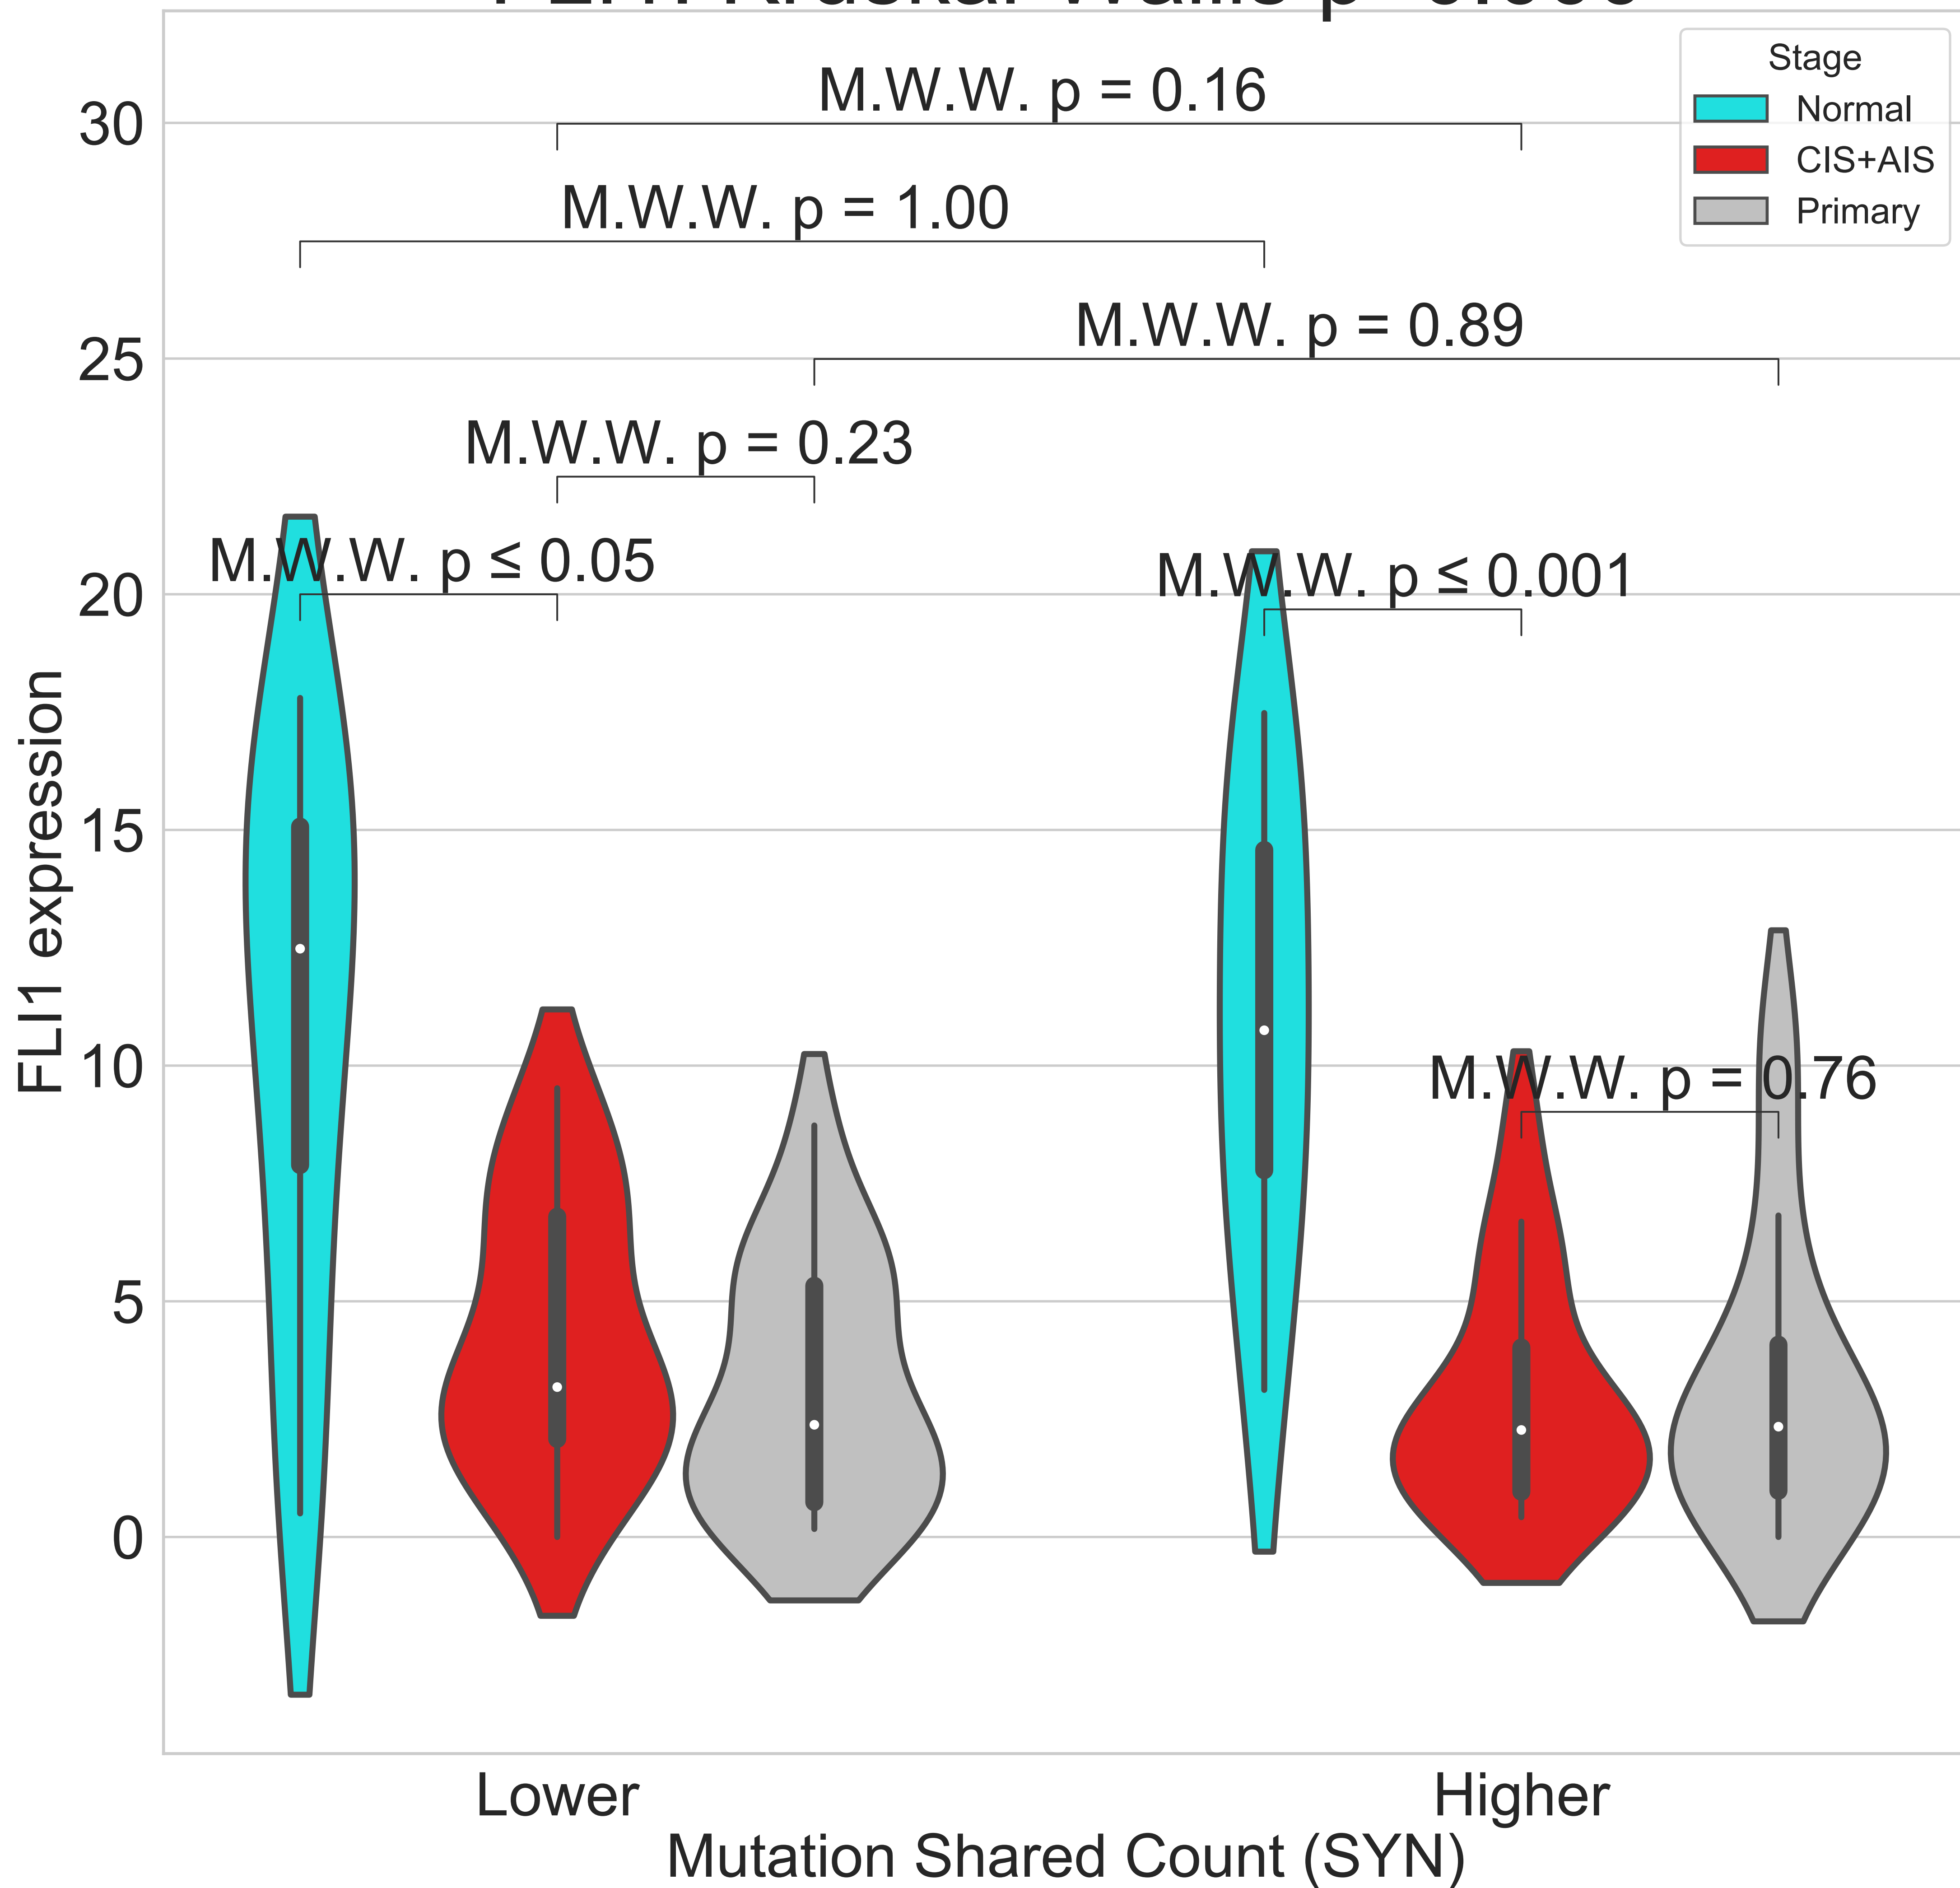 Stage
Normal
CIS+AIS
Primary
M.W.W. p = 0.16
M.W.W. p = 1.00
M.W.W. p = 0.89
M.W.W. p = 0.23
M.W.W. p ≤ 0.05
M.W.W. p ≤ 0.001
M.W.W. p = 0.76
30
25
20
15
10
5
0
FLI1 expression
Lower
Higher
Mutation Shared Count (SYN)